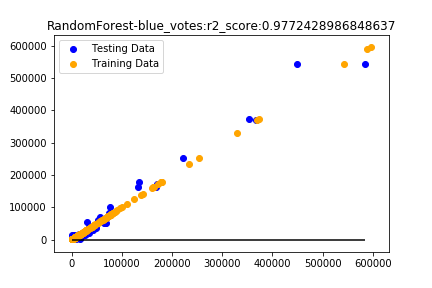 RandomForest-blue_votes:r2_score:0.9772428986848637
Testing Data
Training Data
600000
500000
400000
300000
200000
100000
0
0 100000 200000 300000 400000 500000 600000